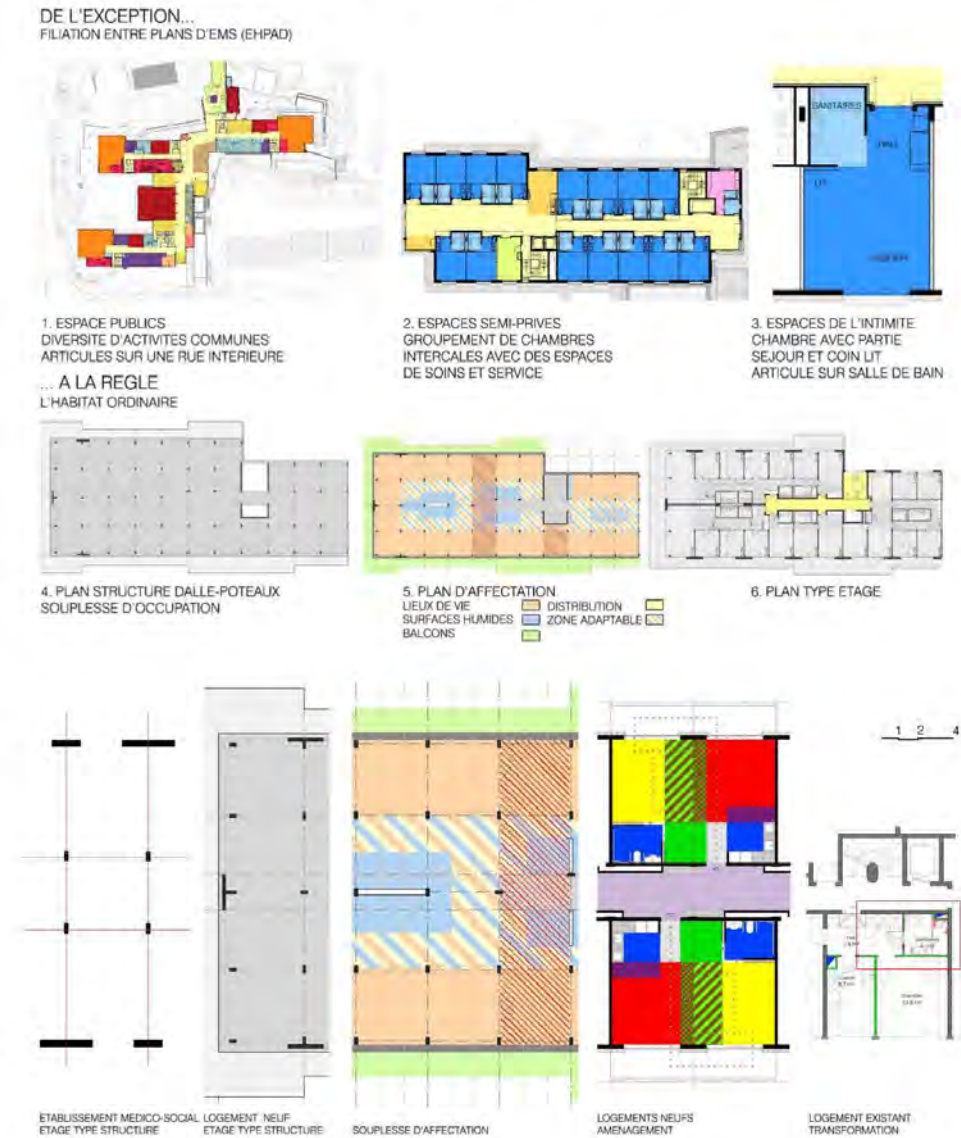 DE L'EXCEPTION...
FILIATION ENTRE PLANS D'EMS (EHPAD)
SANITAIRES
HALL
LIT
1. ESPACE PUBLICS
DIVERSITE D'ACTIVITES COMMUNES
ARTICULES SUR UNE RUE INTERIEURE
2. ESPACES SEMI-PRIVES
GROUPEMENT DE CHAMBRES
INTERCALES AVEC DES ESPACES
DE SOINS ET SERVICE
3. ESPACES DE L'INTIMITE
CHAMBRE AVEC PARTIE
SEJOUR ET COIN LIT
ARTICULE SUR SALLE DE BAIN
... A LA REGLE
L'HABITAT ORDINAIRE
4. PLAN STRUCTURE DALLE-POTEAUX
SOUPLESSE D'OCCUPATION
5. PLAN D'AFFECTATION
LIEUX DE VIE DISTRIBUTION
SURFACES HUMIDES ZONE ADAPTABLE
BALCONS
6. PLAN TYPE ETAGE
1 2 4
ETABLISSEMENT MEDICO-SOCIAL
ETAGE TYPE STRUCTURE
LOGEMENT NEUF
ETAGE TYPE STRUCTURE
SOUPLESSE D'AFFECTATION
LOGEMENTS NEUFS
AMENAGEMENT
LOGEMENT EXISTANT
TRANSFORMATION